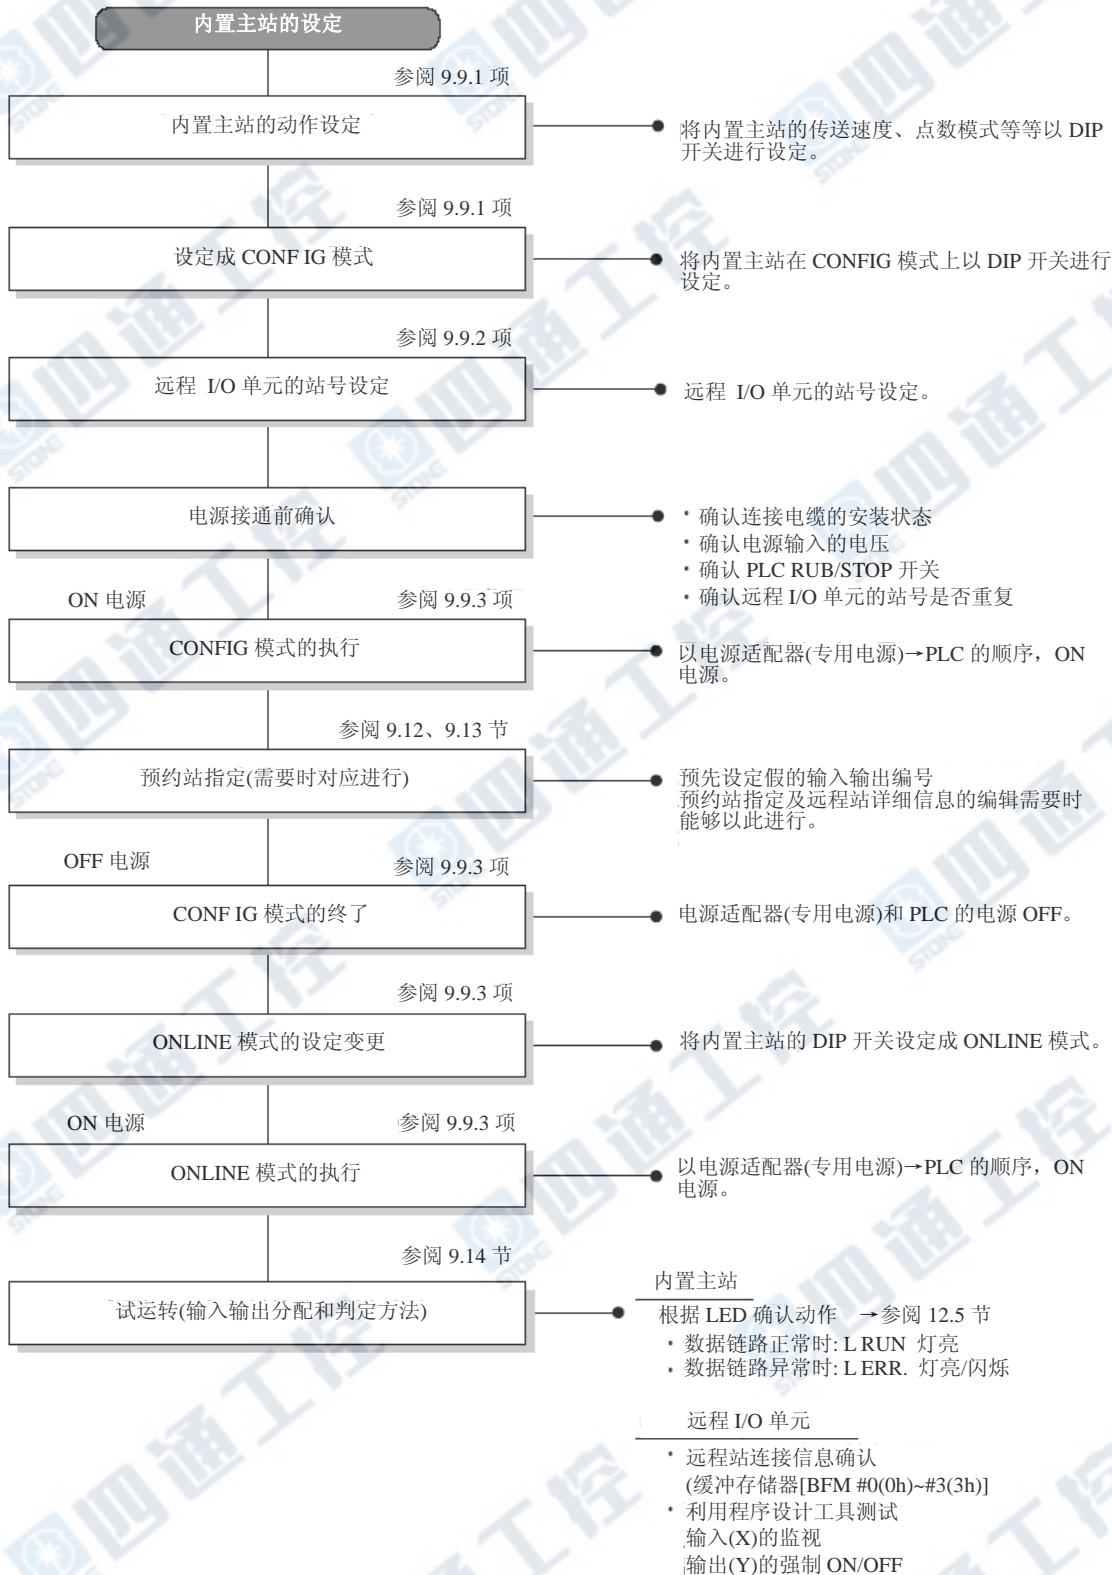 内置主站的设定
参阅 9.9.1 项
内置主站的动作设定
将内置主站的传送速度、点数模式等等以 DIP
开关进行设定。
参阅 9.9.1 项
设定成 CONF IG 模式
将内置主站在 CONFIG 模式上以 DIP 开关进行
设定。
参阅 9.9.2 项
远程 I/O 单元的站号设定
远程 I/O 单元的站号设定。
电源接通前确认
・确认连接电缆的安装状态
・确认电源输入的电压
・确认 PLC RUB/STOP 开关
・确认远程 I/O 单元的站号是否重复
ON 电源
参阅 9.9.3 项
CONFIG 模式的执行
以电源适配器(专用电源)→PLC 的顺序，ON
电源。
参阅 9.12、9.13 节
预约站指定(需要时对应进行)
预先设定假的输入输出编号
预约站指定及远程站详细信息的编辑需要时
能够以此进行。
OFF 电源
参阅 9.9.3 项
CONF IG 模式的终了
电源适配器(专用电源)和 PLC 的电源 OFF。
参阅 9.9.3 项
ONLINE 模式的设定变更
将内置主站的 DIP 开关设定成 ONLINE 模式。
ON 电源
参阅 9.9.3 项
ONLINE 模式的执行
以电源适配器(专用电源)→PLC 的顺序，ON
电源。
参阅 9.14 节
试运转(输入输出分配和判定方法)
内置主站
根据 LED 确认动作 →参阅 12.5 节
・数据链路正常时: L RUN 灯亮
・数据链路异常时: L ERR. 灯亮/闪烁
远程 I/O 单元
・远程站连接信息确认
(缓冲存储器[BFM #0(0h)~#3(3h)]
・利用程序设计工具测试
输入(X)的监视
输出(Y)的强制 ON/OFF
四通工控
STONE